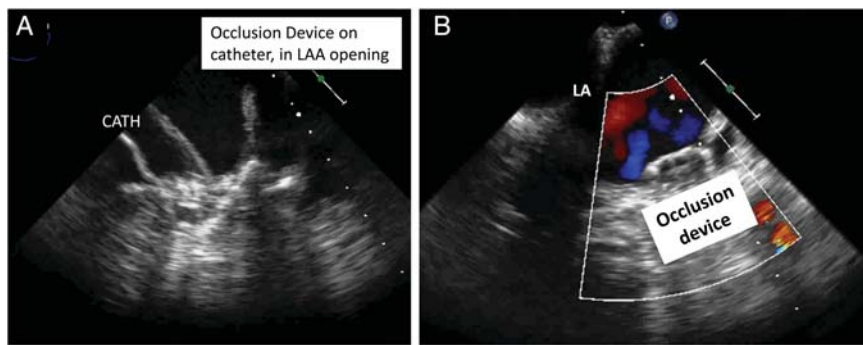 A
Occlusion Device on
catheter, in LAA opening
CATH
B
P
LA
Occlusion
device